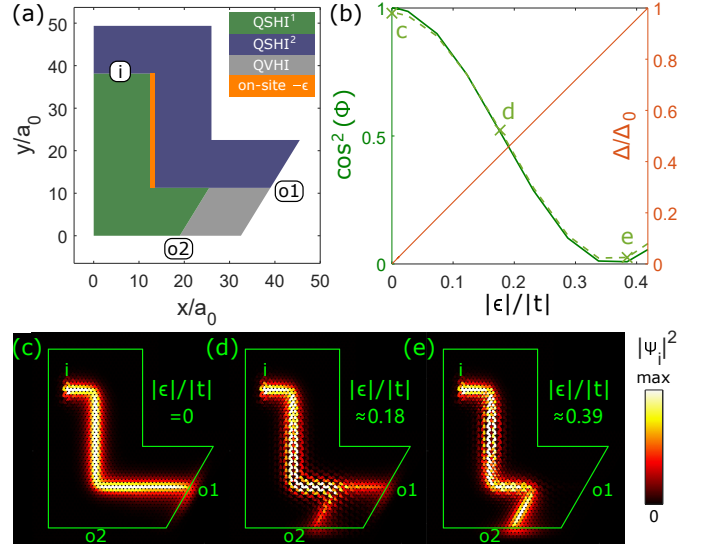 (a)
QSHI¹
QSHI²
QVHI
on-site −ϵ
i
o1
o2
y/a₀
50
40
30
20
10
0
0 10 20 30 40 50
x/a₀
(b)
c
d
e
cos²(Φ)
1
0.5
0
0 0.1 0.2 0.3 0.4
|ϵ|/|t|
Δ/Δ₀
1
0.8
0.6
0.4
0.2
0
(c)
i
|ϵ|/|t|
=0
o1
o2
(d)
i
|ϵ|/|t|
≈0.18
o1
o2
(e)
i
|ϵ|/|t|
≈0.39
o1
o2
|Ψᵢ|²
max
0